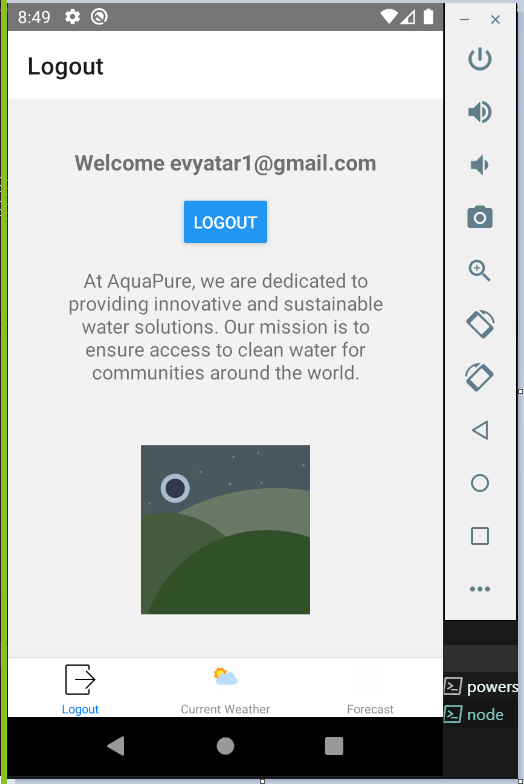 8:49
Logout
Welcome evyatar1@gmail.com
LOGOUT
At AquaPure, we are dedicated to
providing innovative and sustainable
water solutions. Our mission is to
ensure access to clean water for
communities around the world.
Logout
Current Weather
Forecast
powers
node